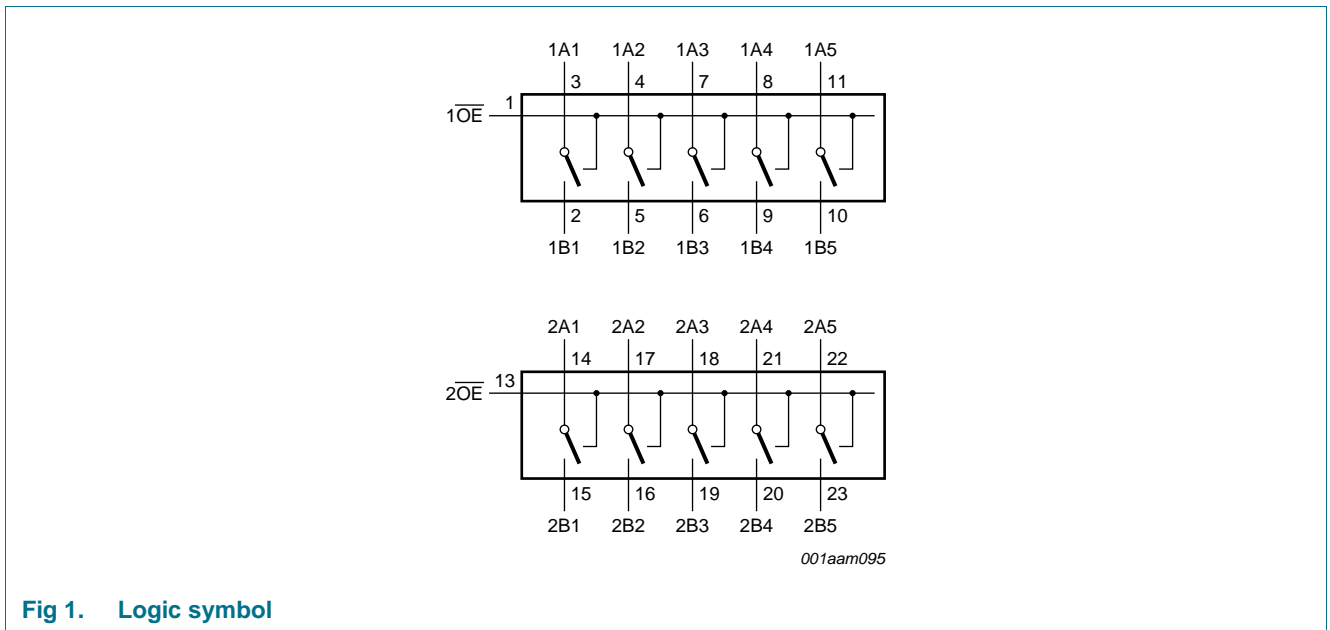 1A1 1A2 1A3 1A4 1A5
3 4 7 8 11
1
1O̅E̅
2 5 6 9 10
1B1 1B2 1B3 1B4 1B5
2A1 2A2 2A3 2A4 2A5
14 17 18 21 22
13
2O̅E̅
15 16 19 20 23
2B1 2B2 2B3 2B4 2B5
001aam095
Fig 1. Logic symbol